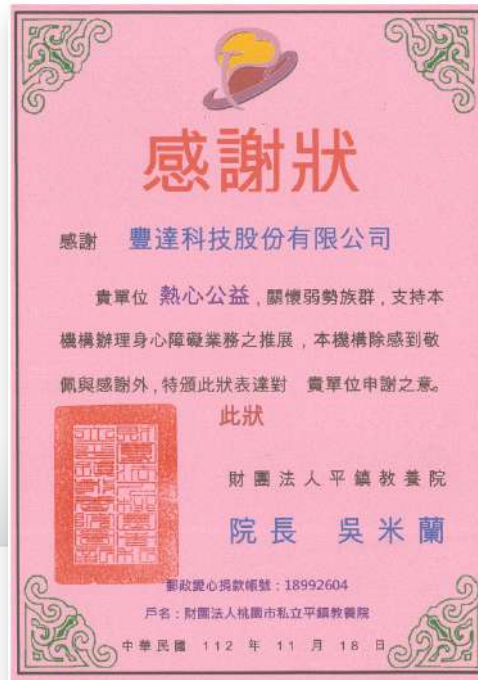 感謝狀
感謝 豐達科技股份有限公司
貴單位 熱心公益，關懷弱勢族群，支持本
機構辦理身心障礙業務之推展，本機構除感到敬
佩與感謝外，特頒此狀表達對 貴單位申謝之意。
此狀
財團法人平鎮教養院
院長 吳米蘭
郵政愛心捐款帳號：18992604
戶名：財團法人桃園市私立平鎮教養院
中華民國 112 年 11 月 18 日